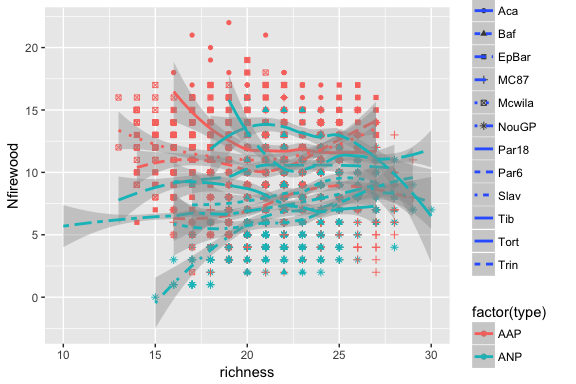 20
15
10
5
0
Nfirewood
10
15
20
25
30
richness
Aca
Baf
EpBar
MC87
Mcwila
NouGP
Par18
Par6
Slav
Tib
Tort
Trin
factor(type)
AAP
ANP